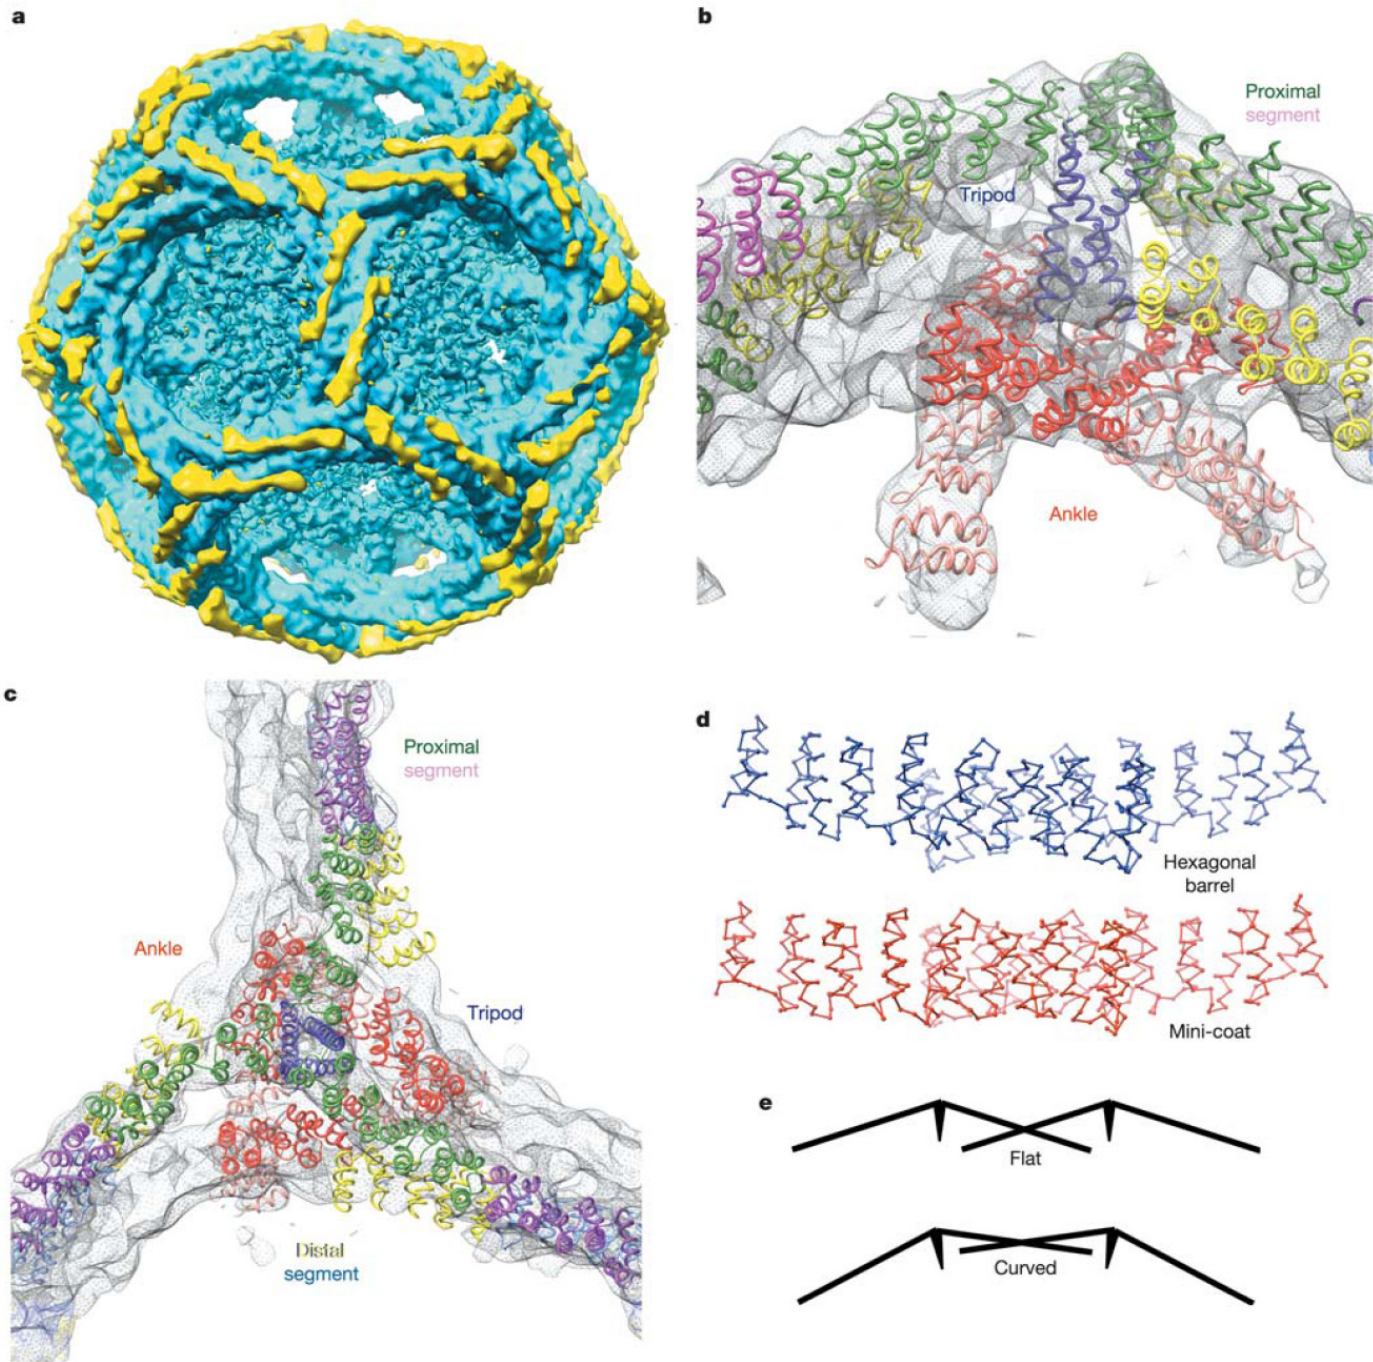 a
b
Proximal
segment
Tripod
Ankle
c
Proximal
segment
Ankle
Tripod
Distal
segment
d
Hexagonal
barrel
Mini-coat
e
Flat
Curved